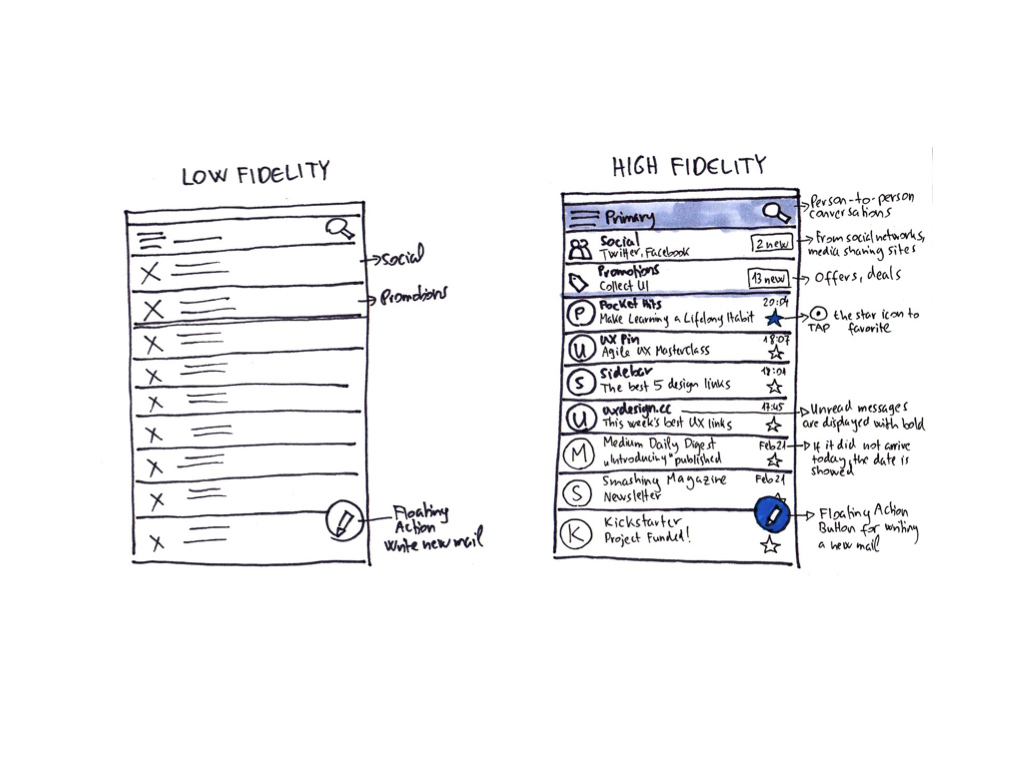 LOW FIDELITY
Social
Promotions
Floating
Action
Write new mail
HIGH FIDELITY
Primary
Person-to-person
conversations
Social
Twitter, Facebook
2 new
From social networks,
media sharing sites
Promotions
Collect UI
13 new
Offers, deals
P
Pocket Hits
Make Learning a Lifelong Habit
20:04
the star icon to
TAP favorite
U
UX Pin
Agile UX Masterclass
18:07
S
Sidebar
The best 5 design links
18:01
U
uxdesign.cc
This week's best UX links
17:45
Unread messages
are displayed with bold
M
Medium Daily Digest
„Introducing" published
Feb 21
If it did not arrive
today, the date is
showed
S
Smashing Magazine
Newsletter
Feb 21
Floating Action
Button for writing
a new mail
K
Kickstarter
Project Funded!